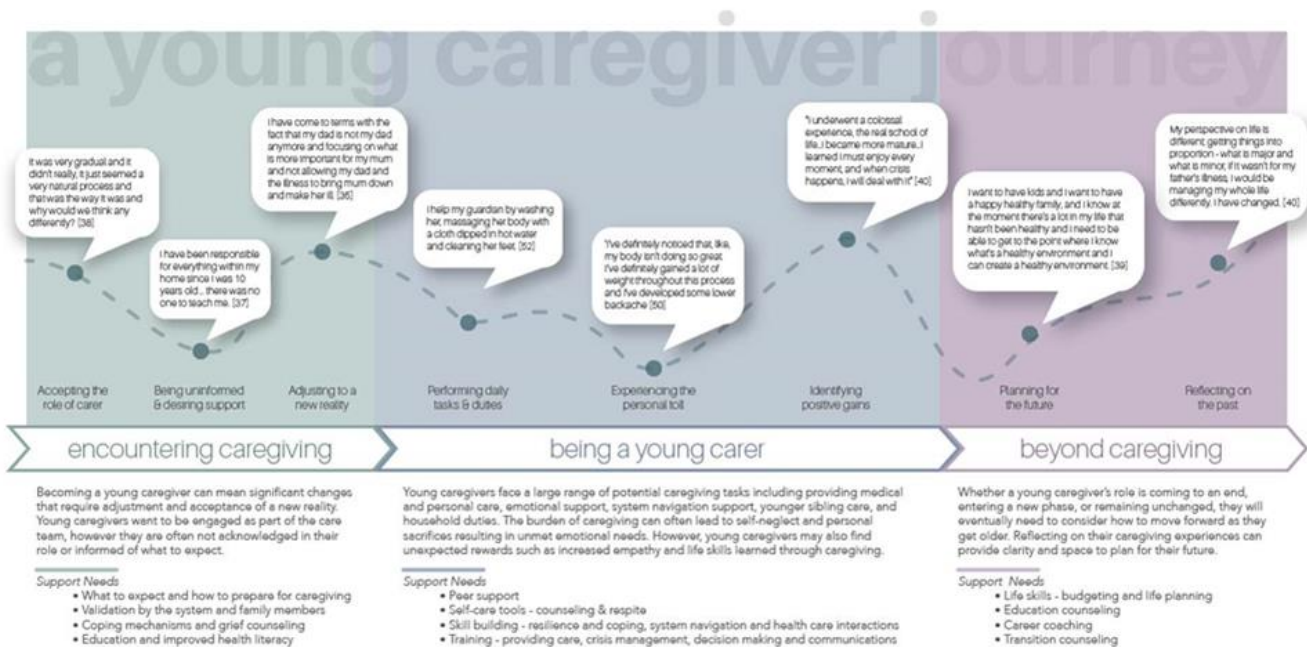 a young caregiver journey
It was very gradual and it
didn't really, it just seemed a
very natural process and
that was the way it was and
why would we think any
differently? [38]
I have been responsible
for everything within my
home since I was 10
years old... there was no
one to teach me. [37]
I have come to terms with the
fact that my dad is not my dad
anymore and focusing on what
is more important for my mum
and not allowing my dad and
the illness to bring mum down
and make her ill. [36]
I help my guardian by washing
her, massaging her body with
a cloth dipped in hot water
and cleaning her feet. [52]
"I've definitely noticed that, like,
my body isn't doing so great.
I've definitely gained a lot of
weight throughout this process
and I've developed some lower
backache [50]
"I underwent a colossal
experience, the real school of
life...I became more mature...I
learned I must enjoy every
moment, and when crisis
happens, I will deal with it" [40]
I want to have kids and I want to have
a happy healthy family, and I know at
the moment there's a lot in my life that
hasn't been healthy and I need to be
able to get to the point where I know
what's a healthy environment and I
can create a healthy environment. [39]
My perspective on life is
different; getting things into
proportion - what is major and
what is minor, if it wasn't for my
father's illness, I would be
managing my whole life
differently. I have changed. [40]
Accepting the
role of carer
Being uninformed
& desiring support
Adjusting to a
new reality
Performing daily
tasks & duties
Experiencing the
personal toll
Identifying
positive gains
Planning for
the future
Reflecting on
the past
encountering caregiving
being a young carer
beyond caregiving
Becoming a young caregiver can mean significant changes
that require adjustment and acceptance of a new reality.
Young caregivers want to be engaged as part of the care
team, however they are often not acknowledged in their
role or informed of what to expect.
Support Needs
• What to expect and how to prepare for caregiving
• Validation by the system and family members
• Coping mechanisms and grief counseling
• Education and improved health literacy
Young caregivers face a large range of potential caregiving tasks including providing medical
and personal care, emotional support, system navigation support, younger sibling care, and
household duties. The burden of caregiving can often lead to self-neglect and personal
sacrifices resulting in unmet emotional needs. However, young caregivers may also find
unexpected rewards such as increased empathy and life skills learned through caregiving.
Support Needs
• Peer support
• Self-care tools - counseling & respite
• Skill building - resilience and coping, system navigation and health care interactions
• Training - providing care, crisis management, decision making and communications
Whether a young caregiver's role is coming to an end,
entering a new phase, or remaining unchanged, they will
eventually need to consider how to move forward as they
get older. Reflecting on their caregiving experiences can
provide clarity and space to plan for their future.
Support Needs
• Life skills - budgeting and life planning
• Education counseling
• Career coaching
• Transition counseling